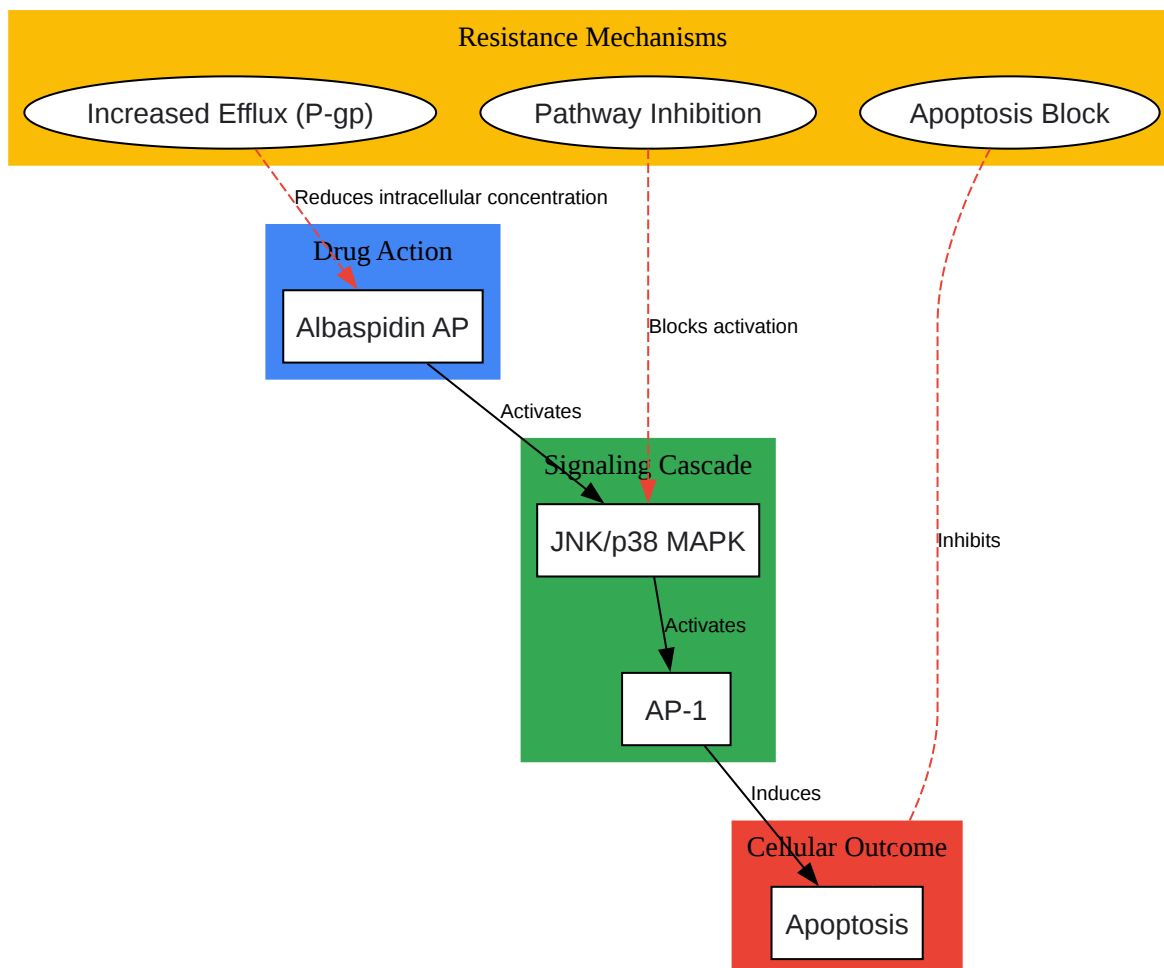 Resistance Mechanisms
Increased Efflux (P-gp)
Pathway Inhibition
Apoptosis Block
Reduces intracellular concentration
Drug Action
Albaspidin AP
Blocks activation
Activates
Signaling Cascade
JNK/p38 MAPK
Inhibits
Activates
AP-1
Induces
Cellular Outcome
Apoptosis